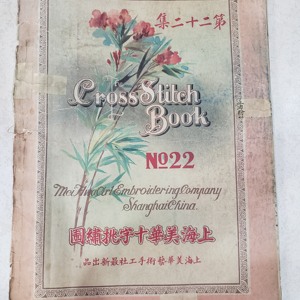 第二十二集
Cross Stitch
Book
No22
Mei Hwa Art Embroidering Company
Shanghai China.
上海美華十字挑繡圖
上海美華藝術手工社最新出品